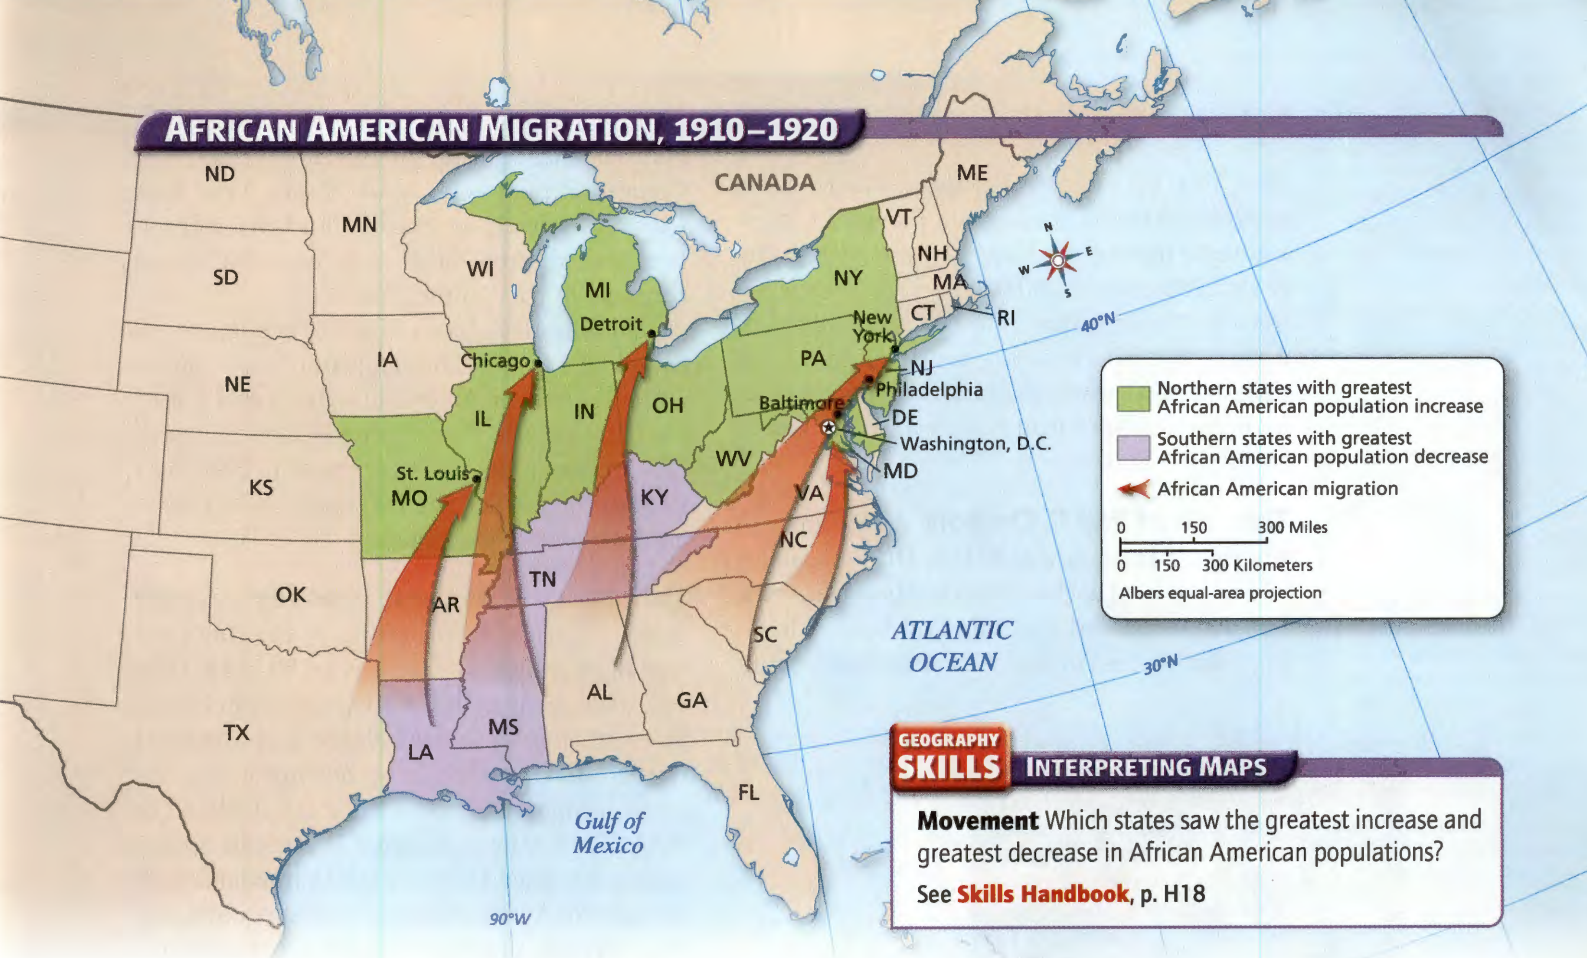 AFRICAN AMERICAN MIGRATION, 1910–1920
ND
MN
CANADA
ME
VT
NH
WI
SD
MI
NY
MA
RI
CT
New
York
Detroit
40°N
IA
Chicago
PA
NJ
Philadelphia
NE
IL
IN
OH
Baltimore
DE
Washington, D.C.
WV
MD
St. Louis
MO
KS
KY
VA
NC
TN
OK
AR
SC
ATLANTIC
OCEAN
30°N
AL
GA
TX
LA
MS
FL
Gulf of
Mexico
90°W
N
E
W
S
Northern states with greatest
African American population increase
Southern states with greatest
African American population decrease
African American migration
0 150 300 Miles
0 150 300 Kilometers
Albers equal-area projection
GEOGRAPHY
SKILLS
INTERPRETING MAPS
Movement Which states saw the greatest increase and
greatest decrease in African American populations?
See Skills Handbook, p. H18